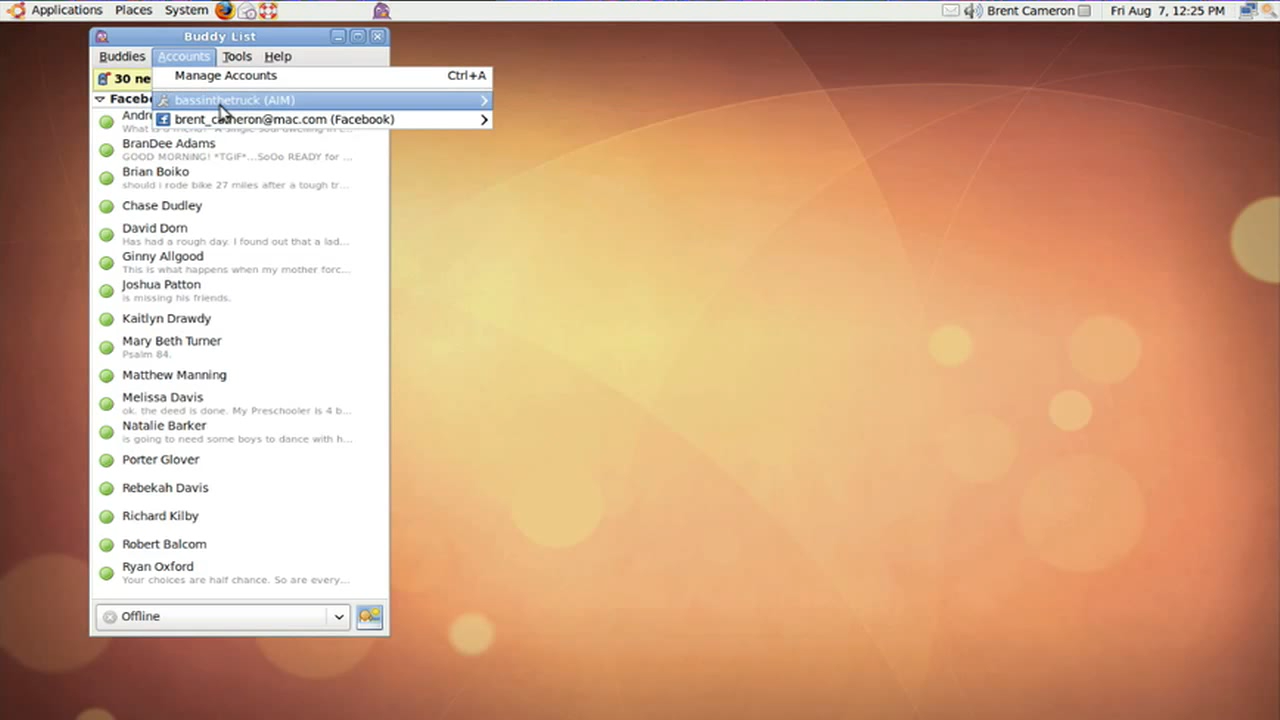 Applications Places System Brent Cameron Fri Aug 7, 12:25 PM
Buddy List
Buddies Accounts Tools Help
30 ne
Manage Accounts Ctrl+A
bassinthetruck (AIM)
Faceb
brent_cameron@mac.com (Facebook)
Andre
BranDee Adams
GOOD MORNING! *TGIF*...SoOo READY for ...
Brian Boiko
should i rode bike 27 miles after a tough tr...
Chase Dudley
David Dorn
Has had a rough day. I found out that a lad...
Ginny Allgood
This is what happens when my mother forc...
Joshua Patton
is missing his friends.
Kaitlyn Drawdy
Mary Beth Turner
Psalm 84.
Matthew Manning
Melissa Davis
ok. the deed is done. My Preschooler is 4 b...
Natalie Barker
is going to need some boys to dance with h...
Porter Glover
Rebekah Davis
Richard Kilby
Robert Balcom
Ryan Oxford
Your choices are half chance. So are every...
Offline